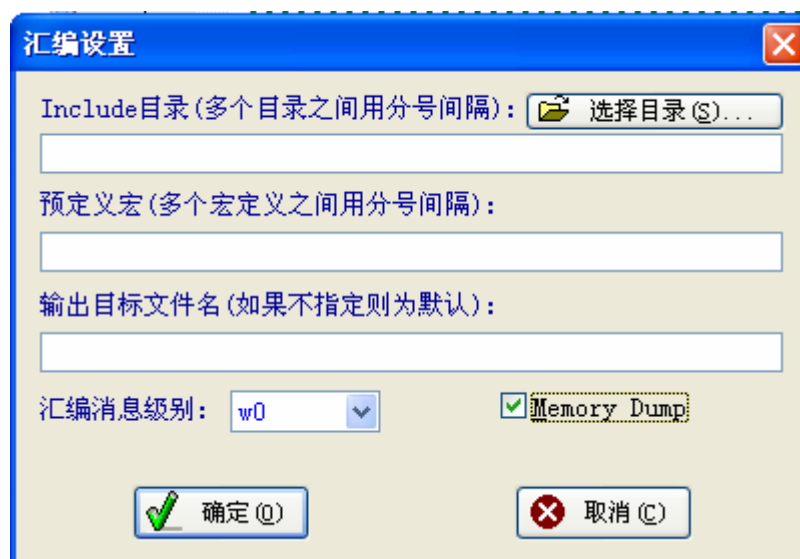 汇编设置
Include目录(多个目录之间用分号间隔): 选择目录(S)...
预定义宏(多个宏定义之间用分号间隔):
输出目标文件名(如果不指定则为默认):
汇编消息级别: w0 Memory Dump
确定(O) 取消(C)